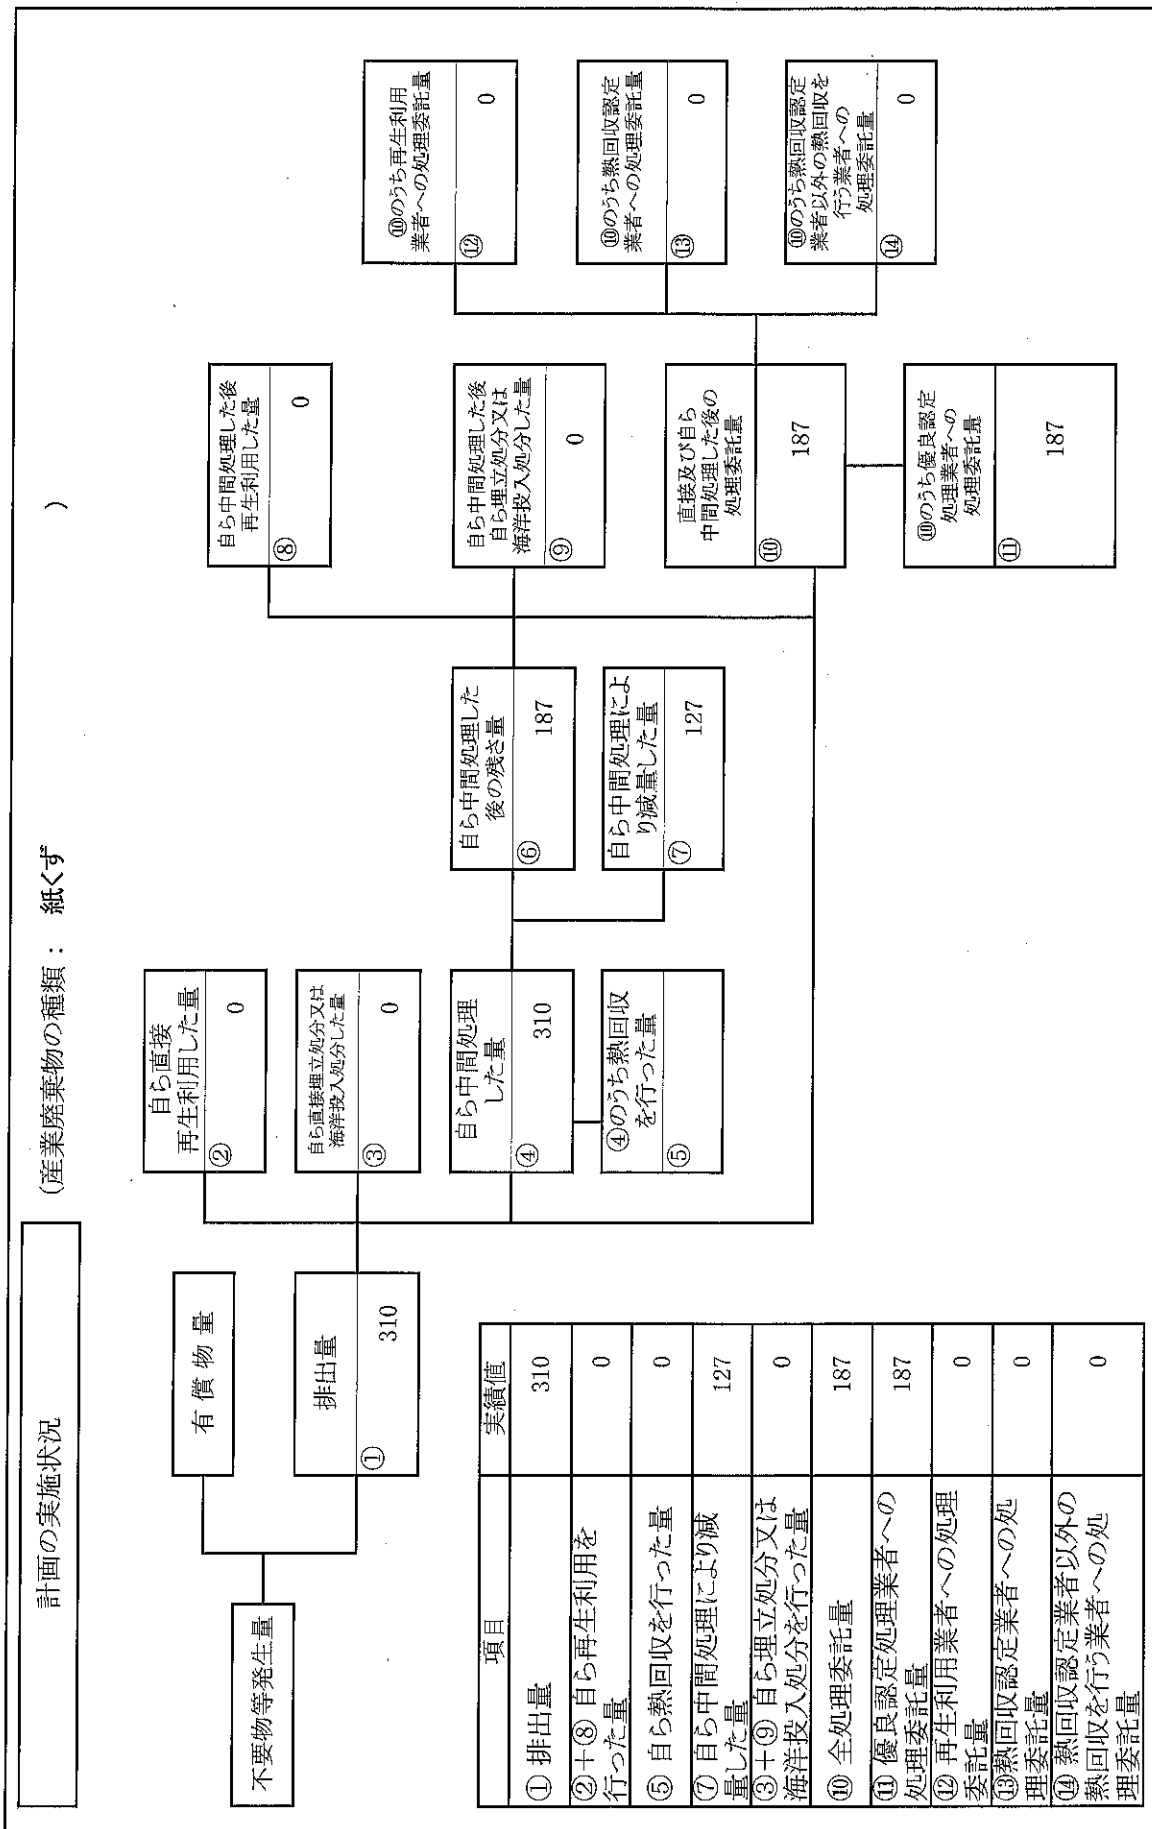 計画の実施状況
(産業廃棄物の種類： 紙くず )
不要物等発生量
有償物量
排出量
① 310
自ら直接
再生利用した量
② 0
自ら直接埋立処分又は
海洋投入処分した量
③ 0
自ら中間処理
した量
④ 310
④のうち熱回収
を行った量
⑤
自ら中間処理した
後の残さ量
⑥ 187
自ら中間処理によ
り減量した量
⑦ 127
自ら中間処理した後
再生利用した量
⑧ 0
自ら中間処理した後
自ら埋立処分又は
海洋投入処分した量
⑨ 0
直接及び自ら
中間処理した後の
処理委託量
⑩ 187
⑩のうち優良認定
処理業者への
処理委託量
⑪ 187
⑩のうち再生利用
業者への処理委託量
⑫ 0
⑩のうち熱回収認定
業者への処理委託量
⑬ 0
⑩のうち熱回収認定
業者以外の熱回収を
行う業者への
処理委託量
⑭ 0
項目 実績値
① 排出量 310
②＋⑧ 自ら再生利用を
行った量 0
⑤ 自ら熱回収を行った量 0
⑦ 自ら中間処理により減
量した量 127
③＋⑨ 自ら埋立処分又は
海洋投入処分を行った量 0
⑩ 全処理委託量 187
⑪ 優良認定処理業者への
処理委託量 187
⑫ 再生利用業者への処理
委託量 0
⑬熱回収認定業者への処
理委託量 0
⑭ 熱回収認定業者以外の
熱回収を行う業者への処
理委託量 0